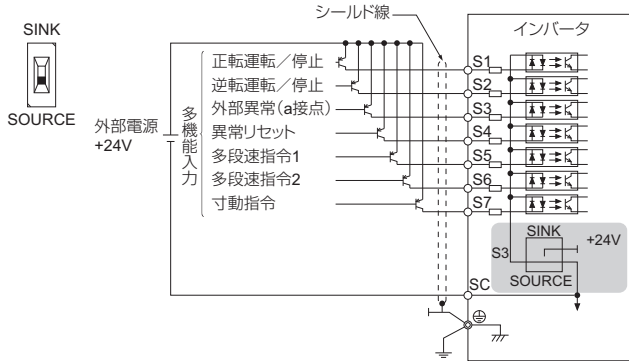 シールド線
インバータ
SINK
SOURCE
外部電源
+24V
多機能入力
正転運転／停止
逆転運転／停止
外部異常(a接点)
異常リセット
多段速指令1
多段速指令2
寸動指令
S1
S2
S3
S4
S5
S6
S7
SINK
+24V
S3
SOURCE
SC